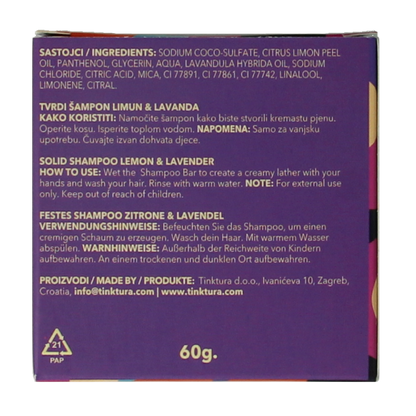 SASTOJCI / INGREDIENTS: SODIUM COCO-SULFATE, CITRUS LIMON PEEL
OIL, PANTHENOL, GLYCERIN, AQUA, LAVANDULA HYBRIDA OIL, SODIUM
CHLORIDE, CITRIC ACID, MICA, CI 77891, CI 77861, CI 77742, LINALOOL,
LIMONENE, CITRAL.
TVRDI ŠAMPON LIMUN & LAVANDA
KAKO KORISTITI: Namočite šampon kako biste stvorili kremastu pjenu.
Operite kosu. Isperite toplom vodom. NAPOMENA: Samo za vanjsku
upotrebu. Čuvajte izvan dohvata djece.
SOLID SHAMPOO LEMON & LAVENDER
HOW TO USE: Wet the Shampoo Bar to create a creamy lather with your
hands and wash your hair. Rinse with warm water. NOTE: For external use
only. Keep out of reach of children.
FESTES SHAMPOO ZITRONE & LAVENDEL
VERWENDUNGSHINWEISE: Befeuchten Sie das Shampoo, um einen
cremigen Schaum zu erzeugen. Wasch dein Haar. Mit warmem Wasser
abspülen. WARNHINWEISE: Außerhalb der Reichweite von Kindern
aufbewahren. An einem trockenen und dunklen Ort aufbewahren.
PROIZVODI / MADE BY / PRODUKTE: Tinktura d.o.o., Ivanićeva 10, Zagreb,
Croatia, info@tinktura.com | www.tinktura.com
21
PAP
60g.